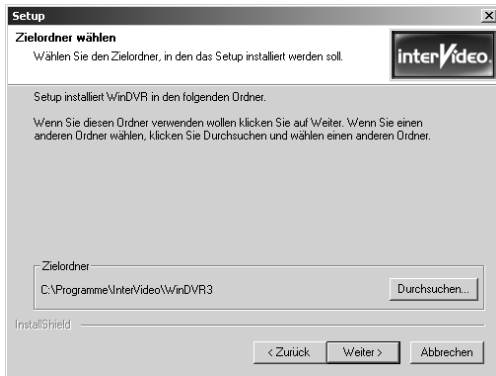 Setup
Zielordner wählen
Wählen Sie den Zielordner, in den das Setup installiert werden soll.
interVideo.
Setup installiert WinDVR in den folgenden Ordner.
Wenn Sie diesen Ordner verwenden wollen klicken Sie auf Weiter. Wenn Sie einen
anderen Ordner wählen, klicken Sie Durchsuchen und wählen einen anderen Ordner.
Zielordner
C:\Programme\InterVideo\WinDVR3
Durchsuchen...
InstallShield
< Zurück
Weiter >
Abbrechen